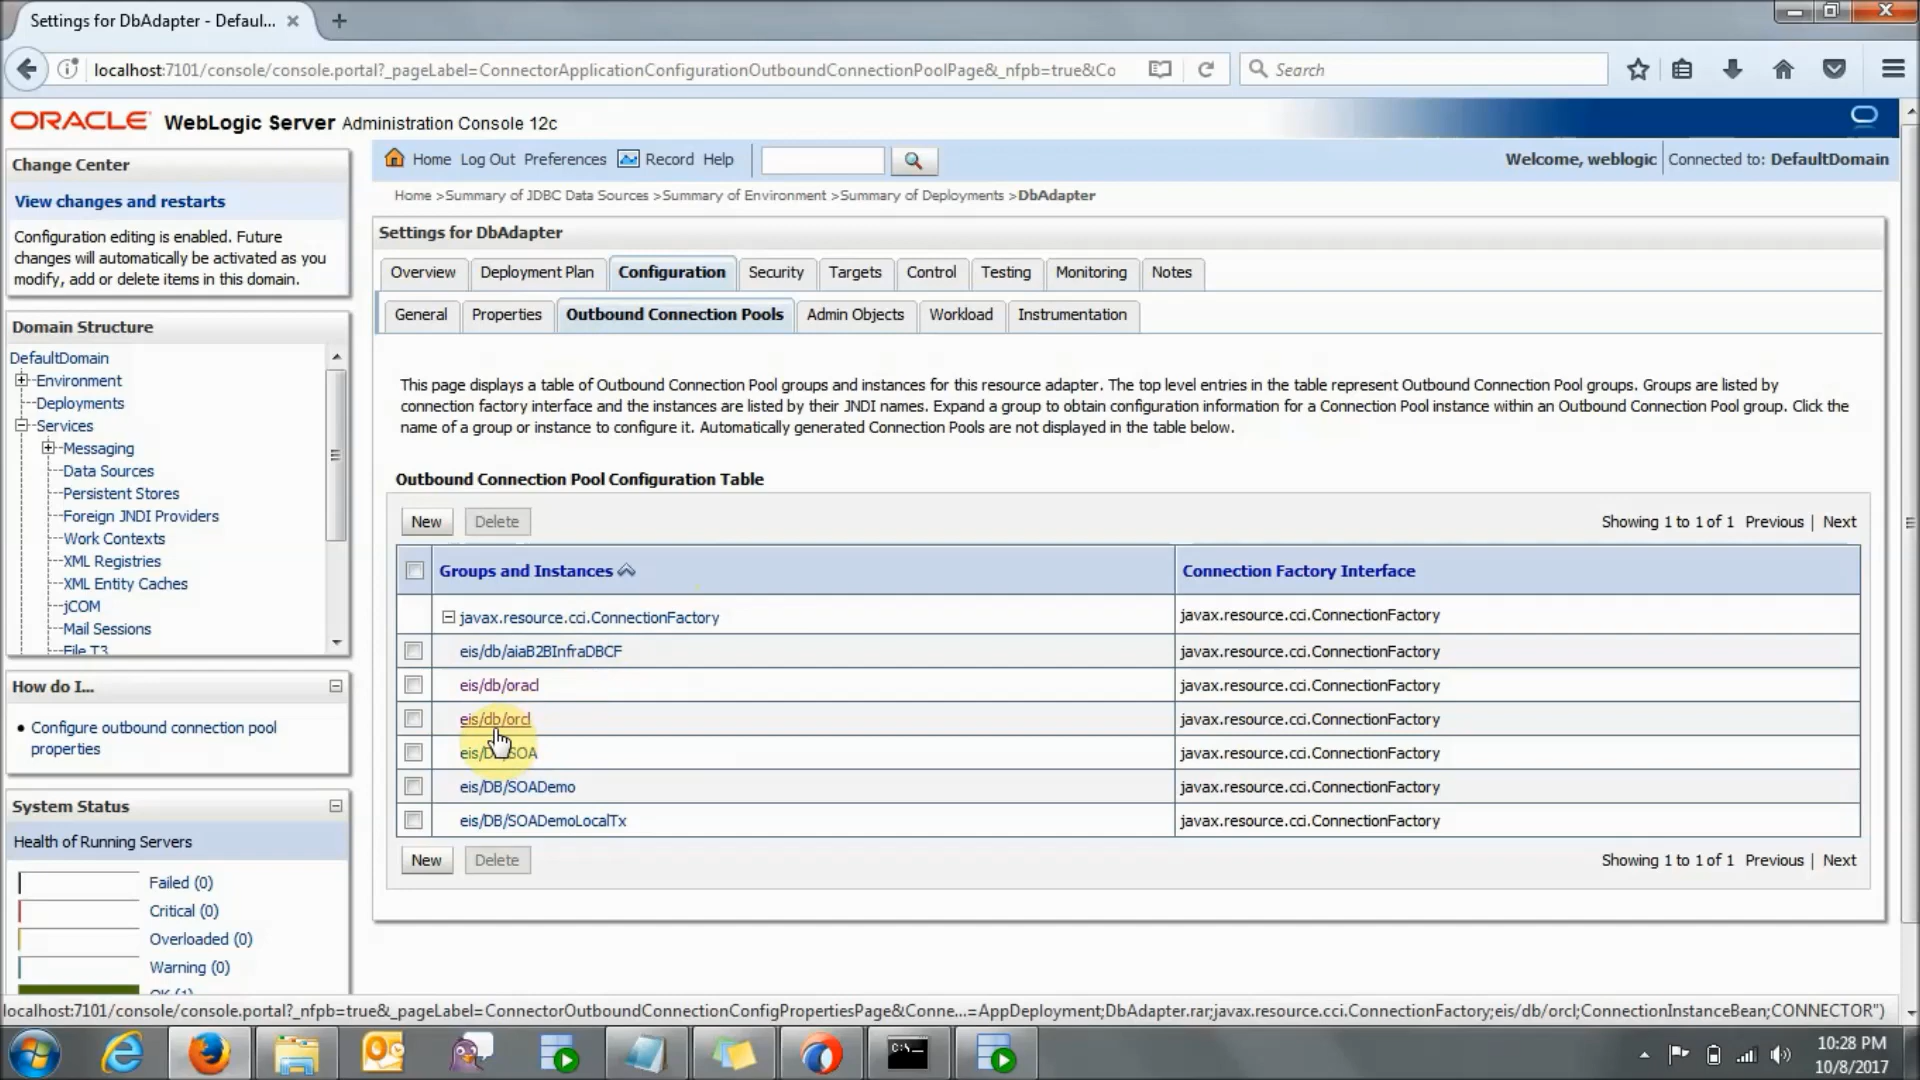 Settings for DbAdapter - Defaul...
localhost:7101/console/console.portal?_pageLabel=ConnectorApplicationConfigurationOutboundConnectionPoolPage&_nfpb=true&Co
Search
ORACLE WebLogic Server Administration Console 12c
Change Center
View changes and restarts
Configuration editing is enabled. Future
changes will automatically be activated as you
modify, add or delete items in this domain.
Domain Structure
DefaultDomain
Environment
Deployments
Services
Messaging
Data Sources
Persistent Stores
Foreign JNDI Providers
Work Contexts
XML Registries
XML Entity Caches
jCOM
Mail Sessions
File T3
How do I...
Configure outbound connection pool
properties
System Status
Health of Running Servers
Failed (0)
Critical (0)
Overloaded (0)
Warning (0)
OK (1)
Home Log Out Preferences Record Help
Welcome, weblogic Connected to: DefaultDomain
Home >Summary of JDBC Data Sources >Summary of Environment >Summary of Deployments >DbAdapter
Settings for DbAdapter
Overview Deployment Plan Configuration Security Targets Control Testing Monitoring Notes
General Properties Outbound Connection Pools Admin Objects Workload Instrumentation
This page displays a table of Outbound Connection Pool groups and instances for this resource adapter. The top level entries in the table represent Outbound Connection Pool groups. Groups are listed by
connection factory interface and the instances are listed by their JNDI names. Expand a group to obtain configuration information for a Connection Pool instance within an Outbound Connection Pool group. Click the
name of a group or instance to configure it. Automatically generated Connection Pools are not displayed in the table below.
Outbound Connection Pool Configuration Table
New Delete Showing 1 to 1 of 1 Previous | Next
Groups and Instances Connection Factory Interface
javax.resource.cci.ConnectionFactory javax.resource.cci.ConnectionFactory
eis/db/aiaB2BInfraDBCF javax.resource.cci.ConnectionFactory
eis/db/oracl javax.resource.cci.ConnectionFactory
eis/db/orcl javax.resource.cci.ConnectionFactory
eis/DB/SOA javax.resource.cci.ConnectionFactory
eis/DB/SOADemo javax.resource.cci.ConnectionFactory
eis/DB/SOADemoLocalTx javax.resource.cci.ConnectionFactory
New Delete Showing 1 to 1 of 1 Previous | Next
localhost:7101/console/console.portal?_nfpb=true&_pageLabel=ConnectorOutboundConnectionConfigPropertiesPage&Conne...=AppDeployment;DbAdapter.rar;javax.resource.cci.ConnectionFactory;eis/db/orcl;ConnectionInstanceBean;CONNECTOR")
10:28 PM
10/8/2017